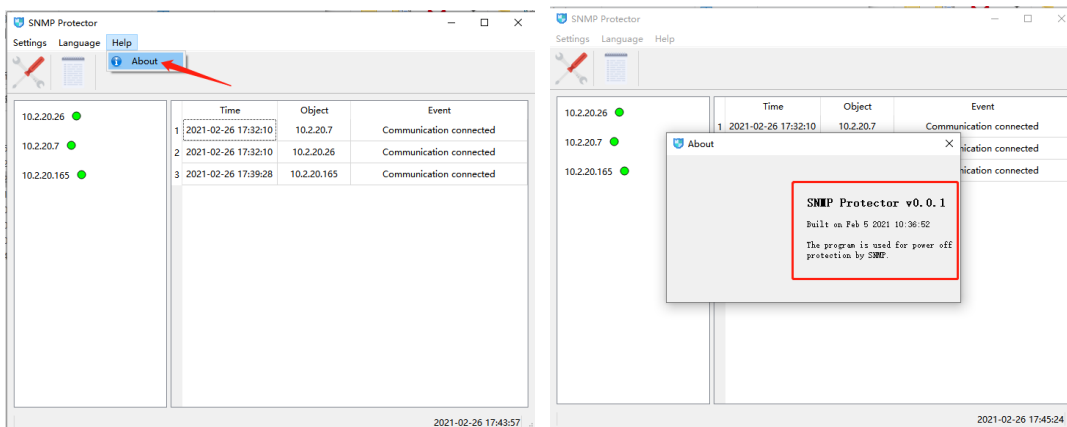 SNMP Protector
Settings Language Help
About
10.2.20.26
10.2.20.7
10.2.20.165
Time Object Event
1 2021-02-26 17:32:10 10.2.20.7 Communication connected
2 2021-02-26 17:32:10 10.2.20.26 Communication connected
3 2021-02-26 17:39:28 10.2.20.165 Communication connected
2021-02-26 17:43:57
SNMP Protector
Settings Language Help
10.2.20.26
10.2.20.7
10.2.20.165
Time Object Event
1 2021-02-26 17:32:10 10.2.20.7 Communication connected
nication connected
nication connected
About
SNMP Protector v0.0.1
Built on Feb 5 2021 10:36:52
The program is used for power off
protection by SNMP.
2021-02-26 17:45:24